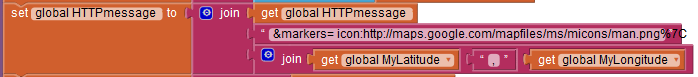 set global HTTPmessage to join get global HTTPmessage
" &markers= icon:http://maps.google.com/mapfiles/ms/micons/man.png%7C "
join get global MyLatitude " , " get global MyLongitude